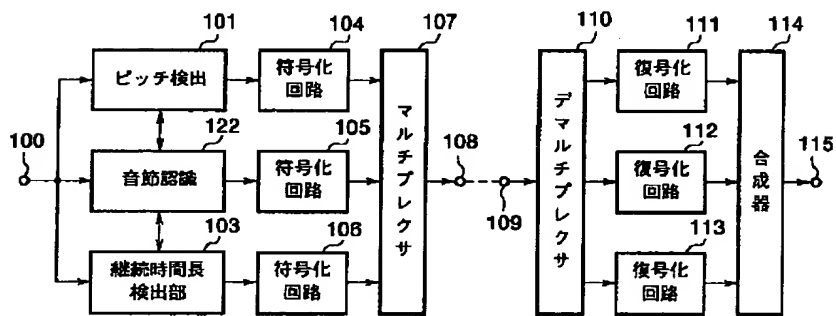 101
ピッチ検出
104
符号化
回路
107
マルチプレクサ
110
デマルチプレクサ
111
復号化
回路
114
合成器
100
122
音節認識
105
符号化
回路
108
109
112
復号化
回路
115
103
継続時間長
検出部
106
符号化
回路
113
復号化
回路